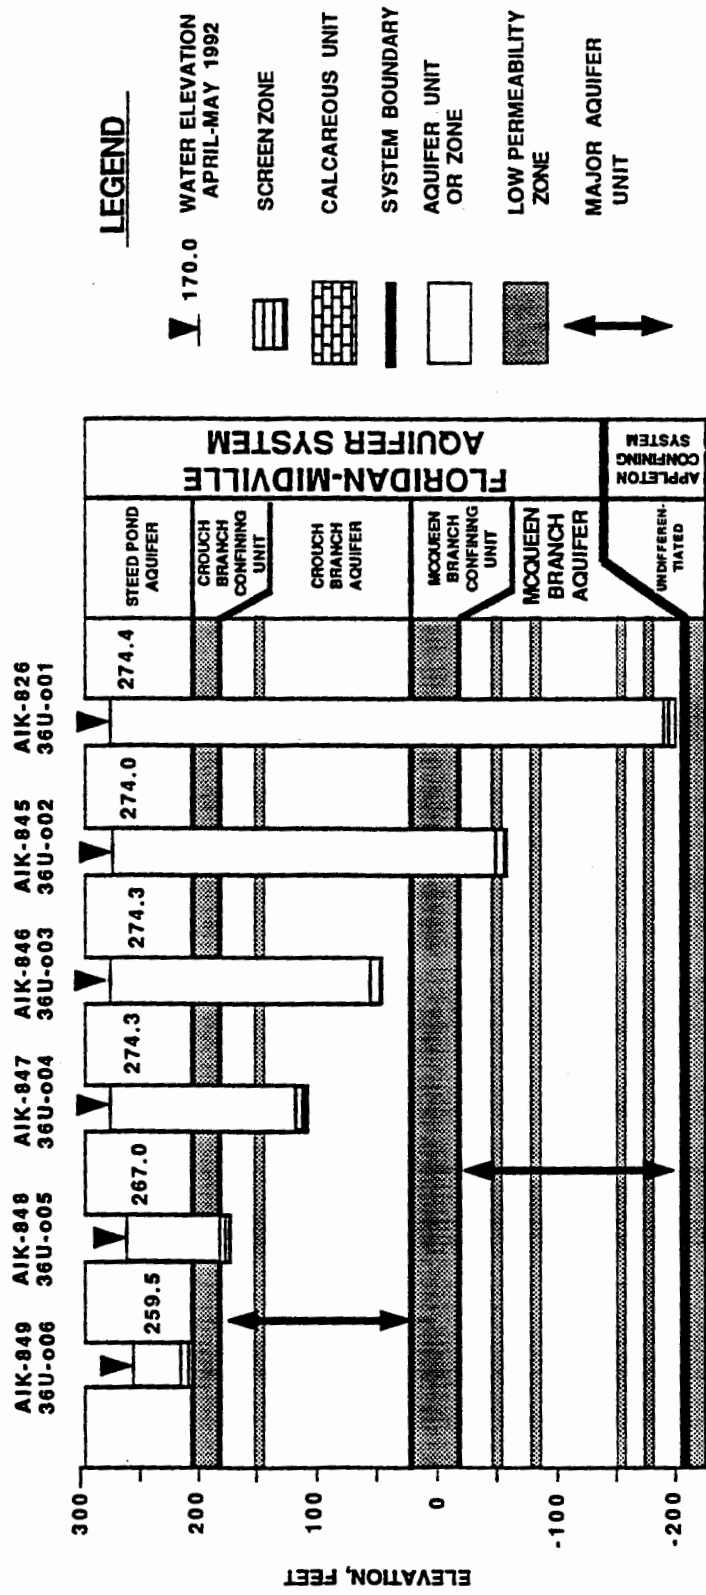 AIK-849
36U-o06
AIK-848
36U-o05
AIK-847
36U-o04
AIK-846
36U-o03
AIK-845
36U-o02
AIK-826
36U-o01
259.5
267.0
274.3
274.3
274.0
274.4
ELEVATION, FEET
300
200
100
0
-100
-200
STEED POND
AQUIFER
CROUCH
BRANCH
CONFINING
UNIT
CROUCH
BRANCH
AQUIFER
MCQUEEN
BRANCH
CONFINING
UNIT
MCQUEEN
BRANCH
AQUIFER
UNDIFFEREN-
TIATED
FLORIDAN-MIDVILLE
AQUIFER SYSTEM
APPLETON
CONFINING
SYSTEM
LEGEND
170.0 WATER ELEVATION
APRIL-MAY 1992
SCREEN ZONE
CALCAREOUS UNIT
SYSTEM BOUNDARY
AQUIFER UNIT
OR ZONE
LOW PERMEABILITY
ZONE
MAJOR AQUIFER
UNIT